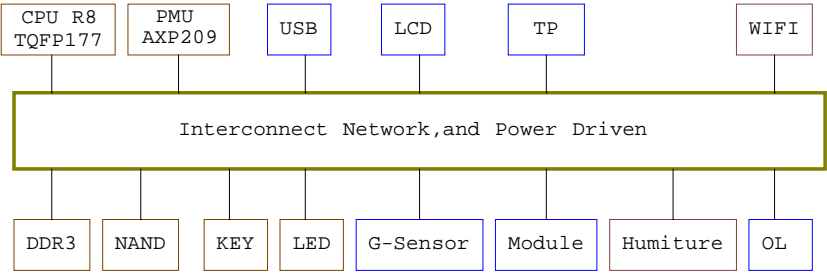 CPU R8
TQFP177
PMU
AXP209
USB
LCD
TP
WIFI
Interconnect Network,and Power Driven
DDR3
NAND
KEY
LED
G-Sensor
Module
Humiture
OL